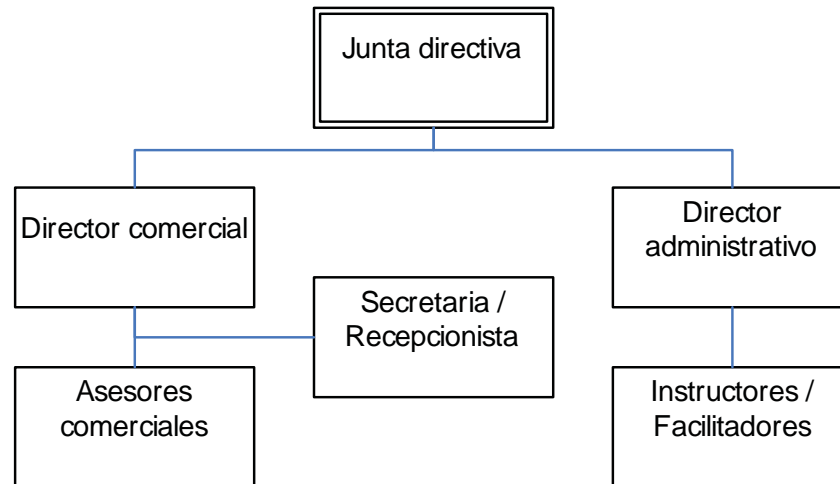 Junta directiva
Director comercial
Director
administrativo
Secretaria /
Recepcionista
Asesores
comerciales
Instructores /
Facilitadores